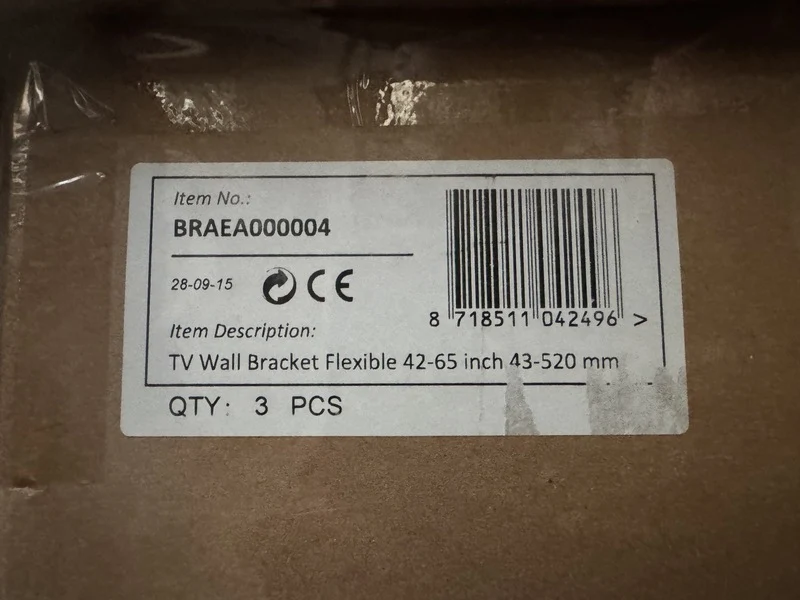 Item No.:
BRAEA000004
28-09-15 CE
8 718511 042496 >
Item Description:
TV Wall Bracket Flexible 42-65 inch 43-520 mm
QTY: 3 PCS